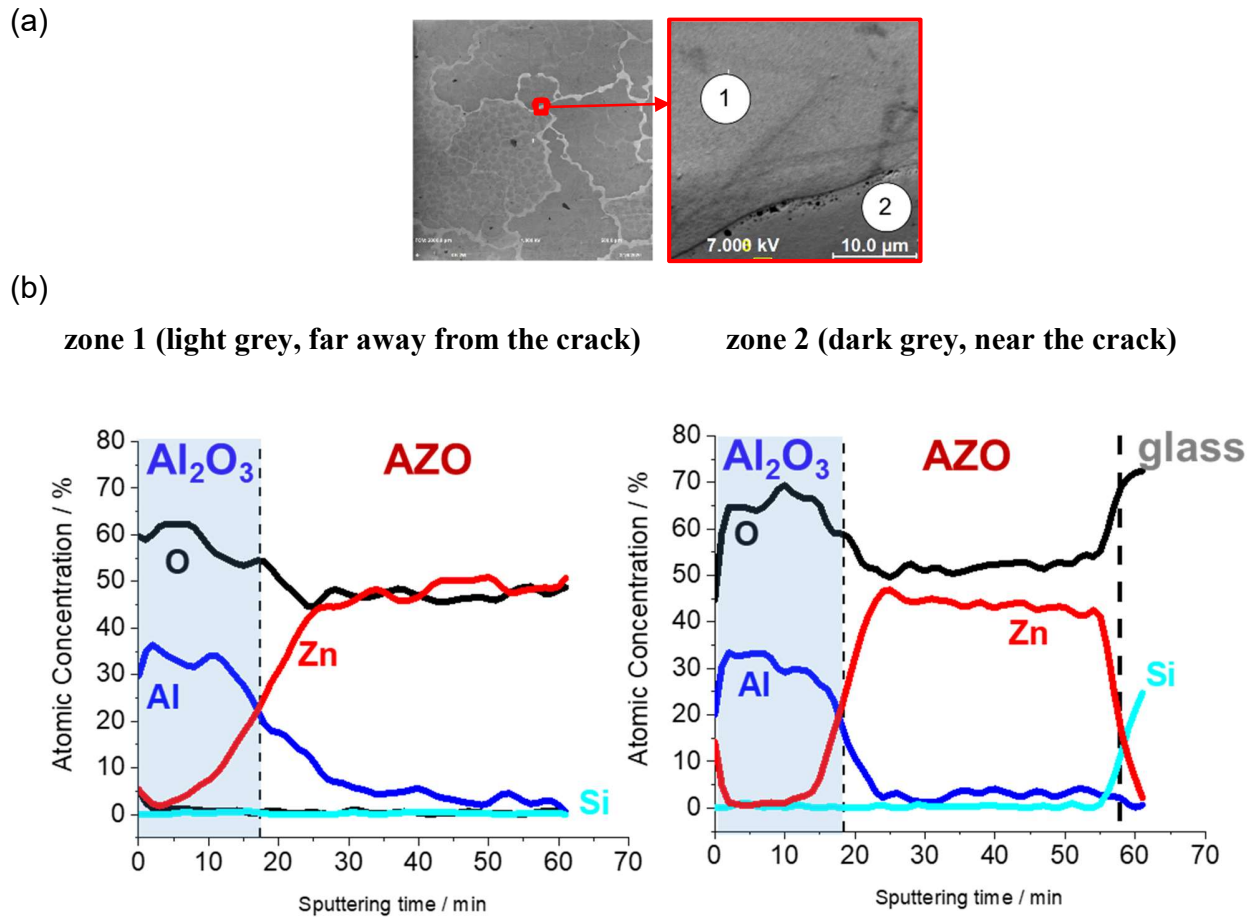 (a)
1
2
7.000 kV
10.0 µm
(b)
zone 1 (light grey, far away from the crack)
zone 2 (dark grey, near the crack)
Al₂O₃
AZO
O
Al
Zn
Si
80
70
60
50
40
30
20
10
0
Atomic Concentration / %
0 10 20 30 40 50 60 70
Sputtering time / min
Al₂O₃
AZO
glass
O
Al
Zn
Si
80
70
60
50
40
30
20
10
0
Atomic Concentration / %
0 10 20 30 40 50 60 70
Sputtering time / min